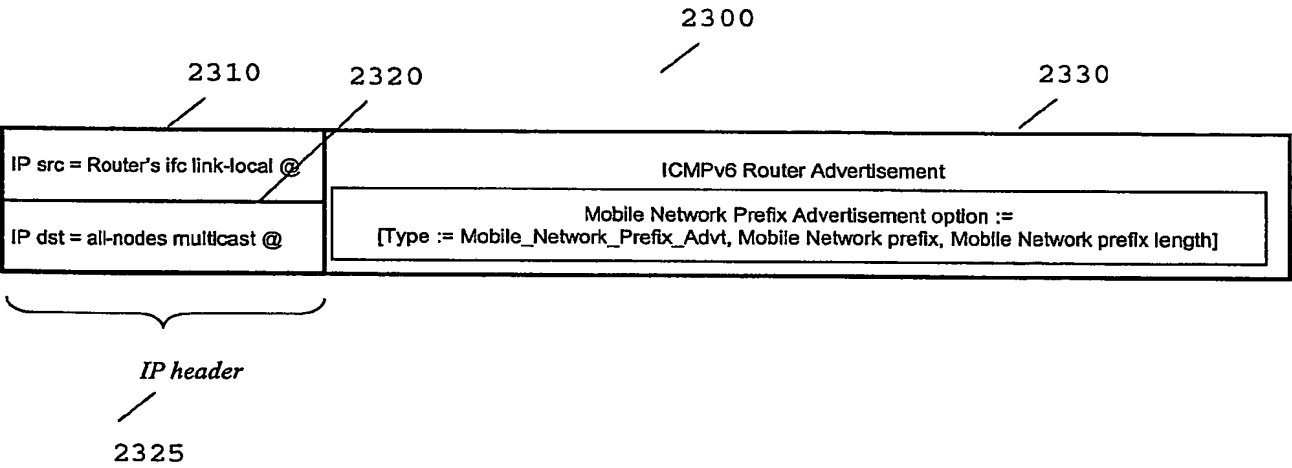 2300
2310
2320
2330
IP src = Router's ifc link-local @
ICMPv6 Router Advertisement
IP dst = all-nodes multicast @
Mobile Network Prefix Advertisement option :=
[Type := Mobile_Network_Prefix_Advt, Mobile Network prefix, Mobile Network prefix length]
IP header
2325